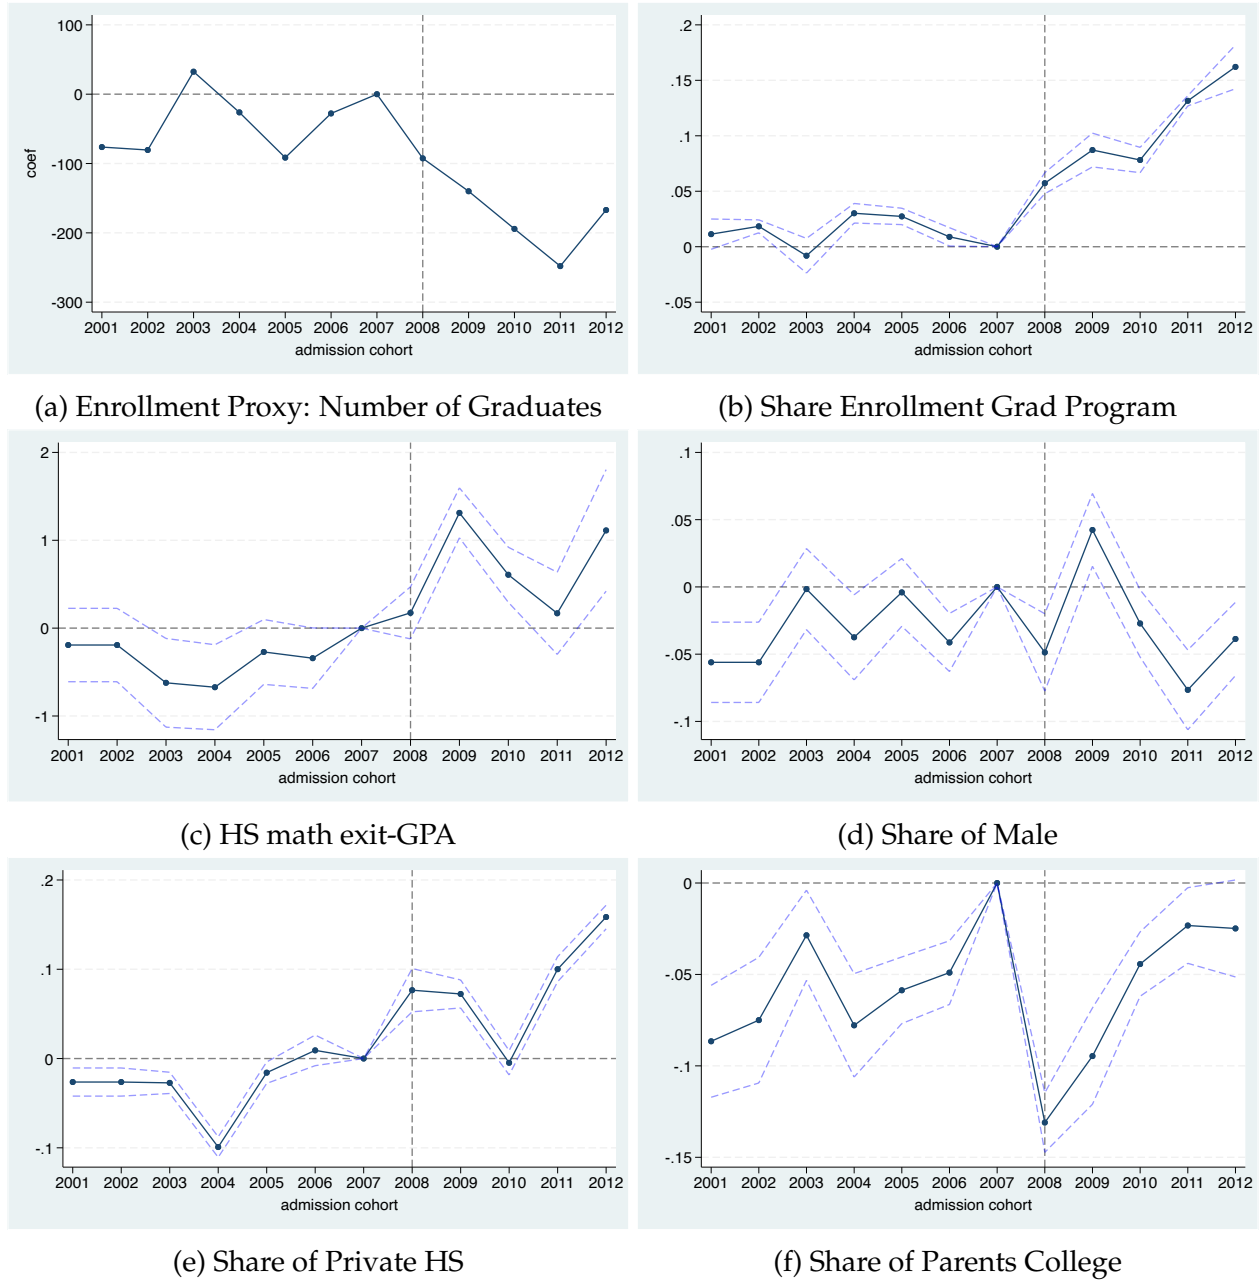 100
0
-100
-200
-300
coef
2001 2002 2003 2004 2005 2006 2007 2008 2009 2010 2011 2012
admission cohort
(a) Enrollment Proxy: Number of Graduates
.2
.15
.1
.05
0
-.05
2001 2002 2003 2004 2005 2006 2007 2008 2009 2010 2011 2012
admission cohort
(b) Share Enrollment Grad Program
2
1
0
-1
2001 2002 2003 2004 2005 2006 2007 2008 2009 2010 2011 2012
admission cohort
(c) HS math exit-GPA
.1
.05
0
-.05
-.1
2001 2002 2003 2004 2005 2006 2007 2008 2009 2010 2011 2012
admission cohort
(d) Share of Male
.2
.1
0
-.1
2001 2002 2003 2004 2005 2006 2007 2008 2009 2010 2011 2012
admission cohort
(e) Share of Private HS
0
-.05
-.1
-.15
2001 2002 2003 2004 2005 2006 2007 2008 2009 2010 2011 2012
admission cohort
(f) Share of Parents College